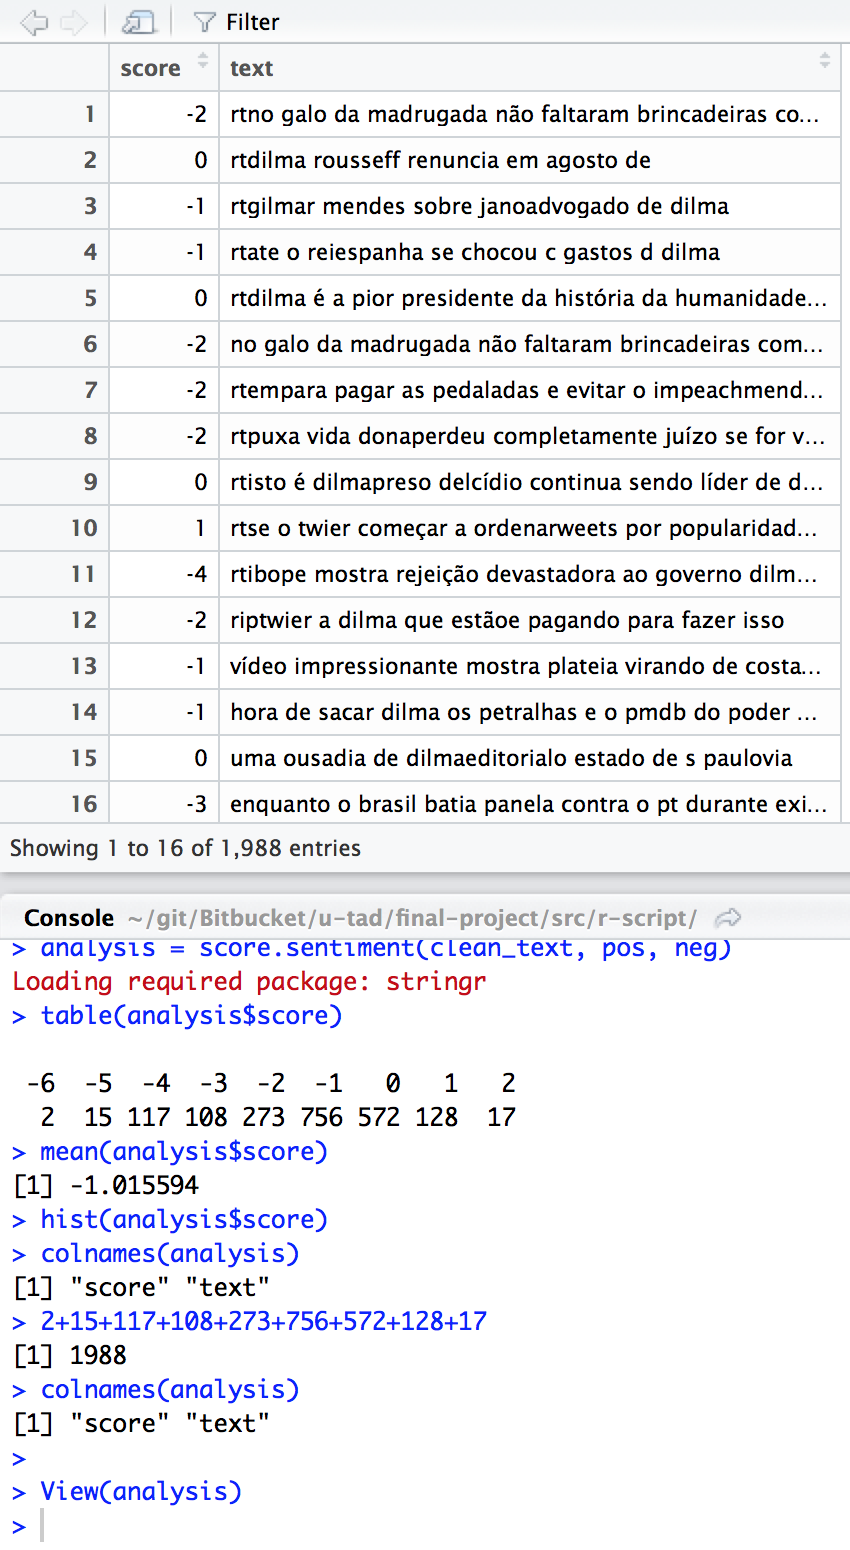 Filter
score text
1 -2 rtno galo da madrugada não faltaram brincadeiras co...
2 0 rtdilma rousseff renuncia em agosto de
3 -1 rtgilmar mendes sobre janoadvogado de dilma
4 -1 rtate o reiespanha se chocou c gastos d dilma
5 0 rtdilma é a pior presidente da história da humanidade...
6 -2 no galo da madrugada não faltaram brincadeiras com...
7 -2 rtempara pagar as pedaladas e evitar o impeachmend...
8 -2 rtpuxa vida donaperdeu completamente juízo se for v...
9 0 rtisto é dilmapreso delcídio continua sendo líder de d...
10 1 rtse o twier começar a ordenarweets por popularidad...
11 -4 rtibope mostra rejeição devastadora ao governo dilm...
12 -2 riptwier a dilma que estãoe pagando para fazer isso
13 -1 vídeo impressionante mostra plateia virando de costa...
14 -1 hora de sacar dilma os petralhas e o pmdb do poder ...
15 0 uma ousadia de dilmaeditorialo estado de s paulovia
16 -3 enquanto o brasil batia panela contra o pt durante exi...
Showing 1 to 16 of 1,988 entries
Console ~/git/Bitbucket/u-tad/final-project/src/r-script/
> analysis = score.sentiment(clean_text, pos, neg)
Loading required package: stringr
> table(analysis$score)
-6 -5 -4 -3 -2 -1 0 1 2
2 15 117 108 273 756 572 128 17
> mean(analysis$score)
[1] -1.015594
> hist(analysis$score)
> colnames(analysis)
[1] "score" "text"
> 2+15+117+108+273+756+572+128+17
[1] 1988
> colnames(analysis)
[1] "score" "text"
>
> View(analysis)
>